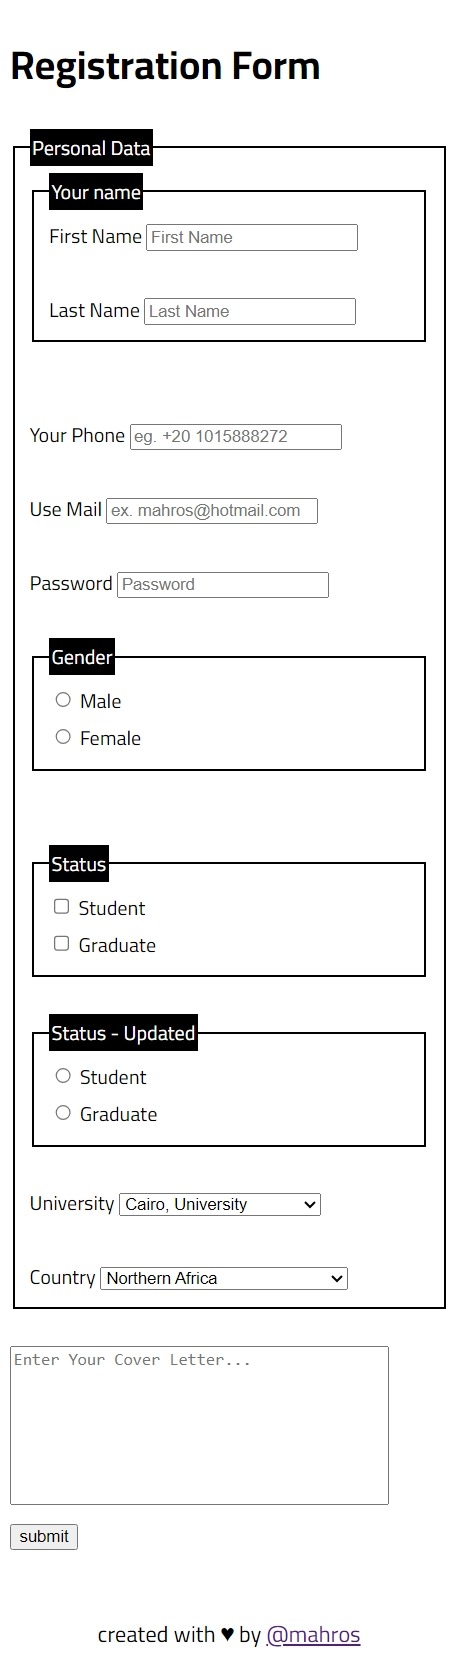 Registration Form
Personal Data
Your name
First Name First Name
Last Name Last Name
Your Phone eg. +20 1015888272
Use Mail ex. mahros@hotmail.com
Password Password
Gender
Male
Female
Status
Student
Graduate
Status - Updated
Student
Graduate
University Cairo, University
Country Northern Africa
Enter Your Cover Letter...
submit
created with ♥ by @mahros